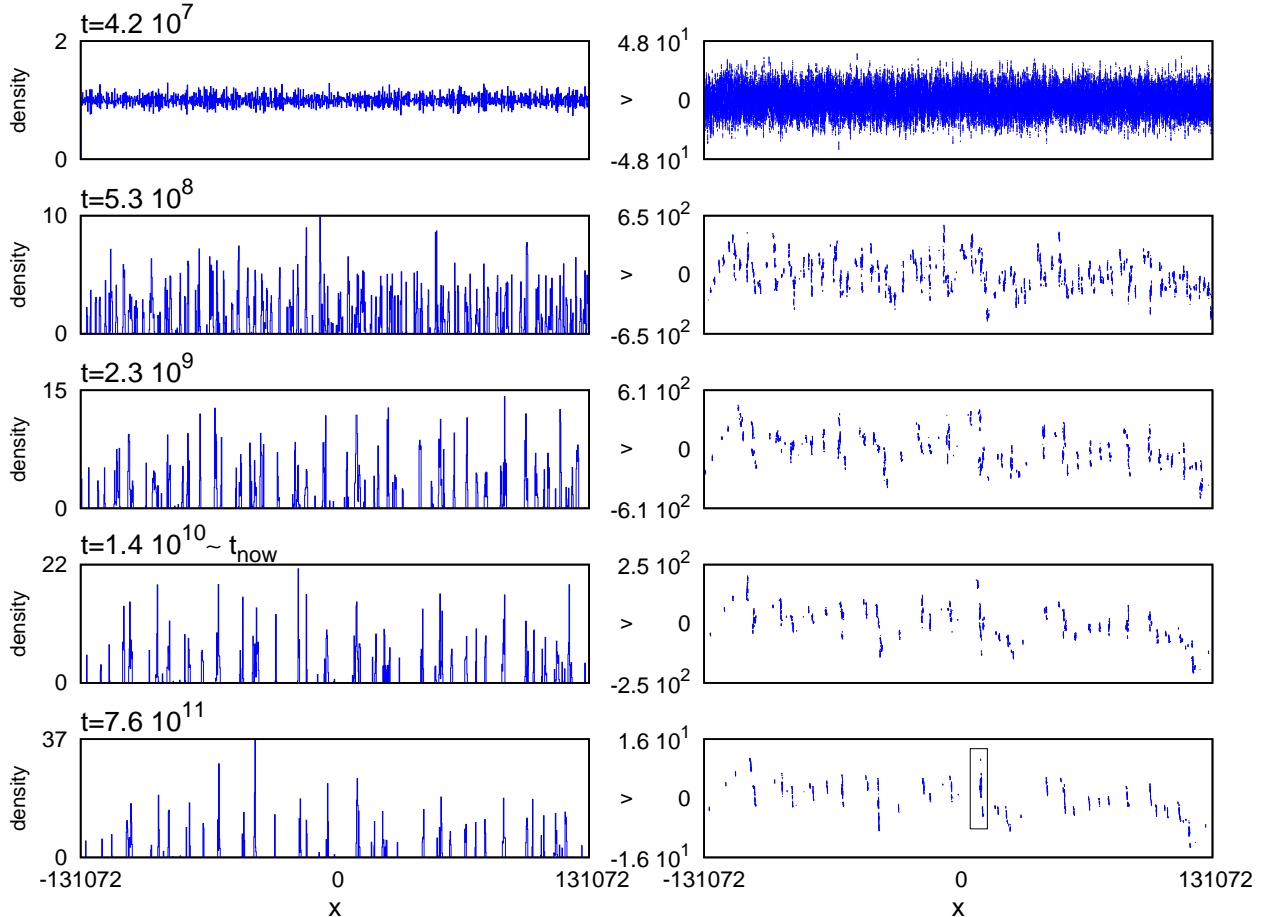 t=4.2 10^7
2
density
0
4.8 10^1
v
0
-4.8 10^1
t=5.3 10^8
10
density
0
6.5 10^2
v
0
-6.5 10^2
t=2.3 10^9
15
density
0
6.1 10^2
v
0
-6.1 10^2
t=1.4 10^10 ~ t_now
22
density
0
2.5 10^2
v
0
-2.5 10^2
t=7.6 10^11
37
density
0
1.6 10^1
v
0
-1.6 10^1
-131072 0 131072
x
-131072 0 131072
x